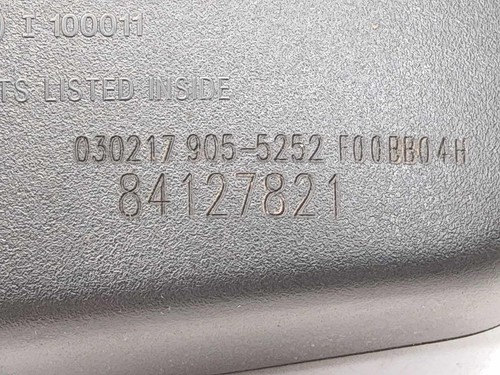 I 100011
TS LISTED INSIDE
030217 905-5252 F00BB04H
84127821